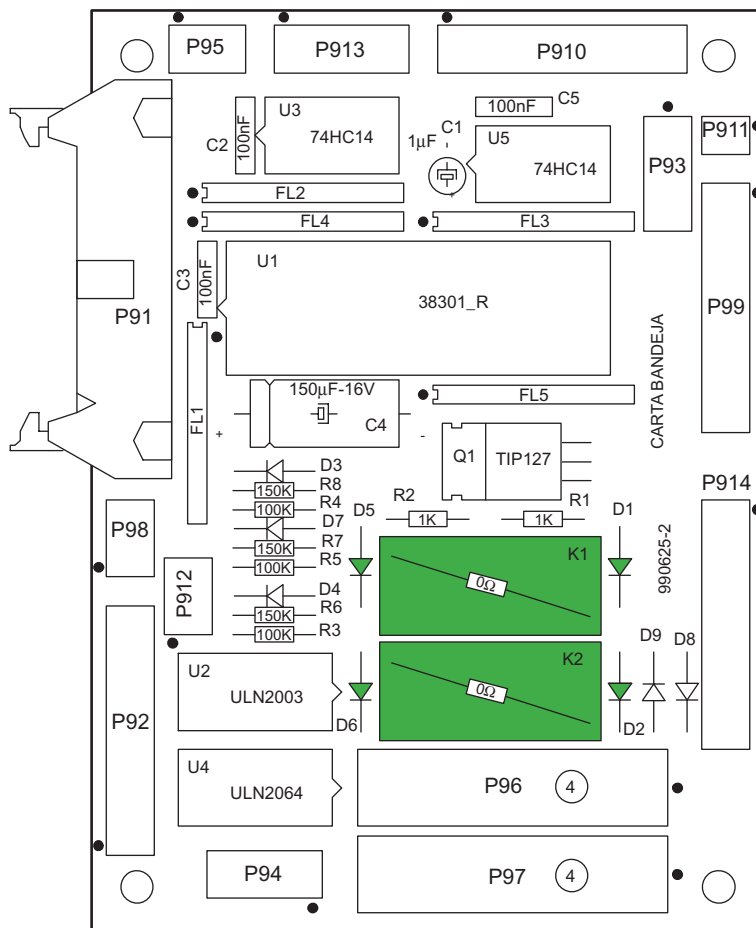 P95
P913
P910
U3
74HC14
C2
100nF
1µF
C1
-
+
100nF
C5
U5
74HC14
P93
P911
FL2
FL4
FL3
C3
100nF
U1
38301_R
P91
P99
FL1
150µF-16V
C4
+
-
FL5
CARTA BANDEJA
Q1
TIP127
D3
150K
R8
100K
R4
D7
150K
R7
100K
R5
D4
150K
R6
100K
R3
D5
R2
1K
R1
1K
D1
P914
990625-2
P98
P912
K1
0Ω
K2
0Ω
D9
D8
U2
ULN2003
D6
D2
P92
U4
ULN2064
P96
4
P94
P97
4